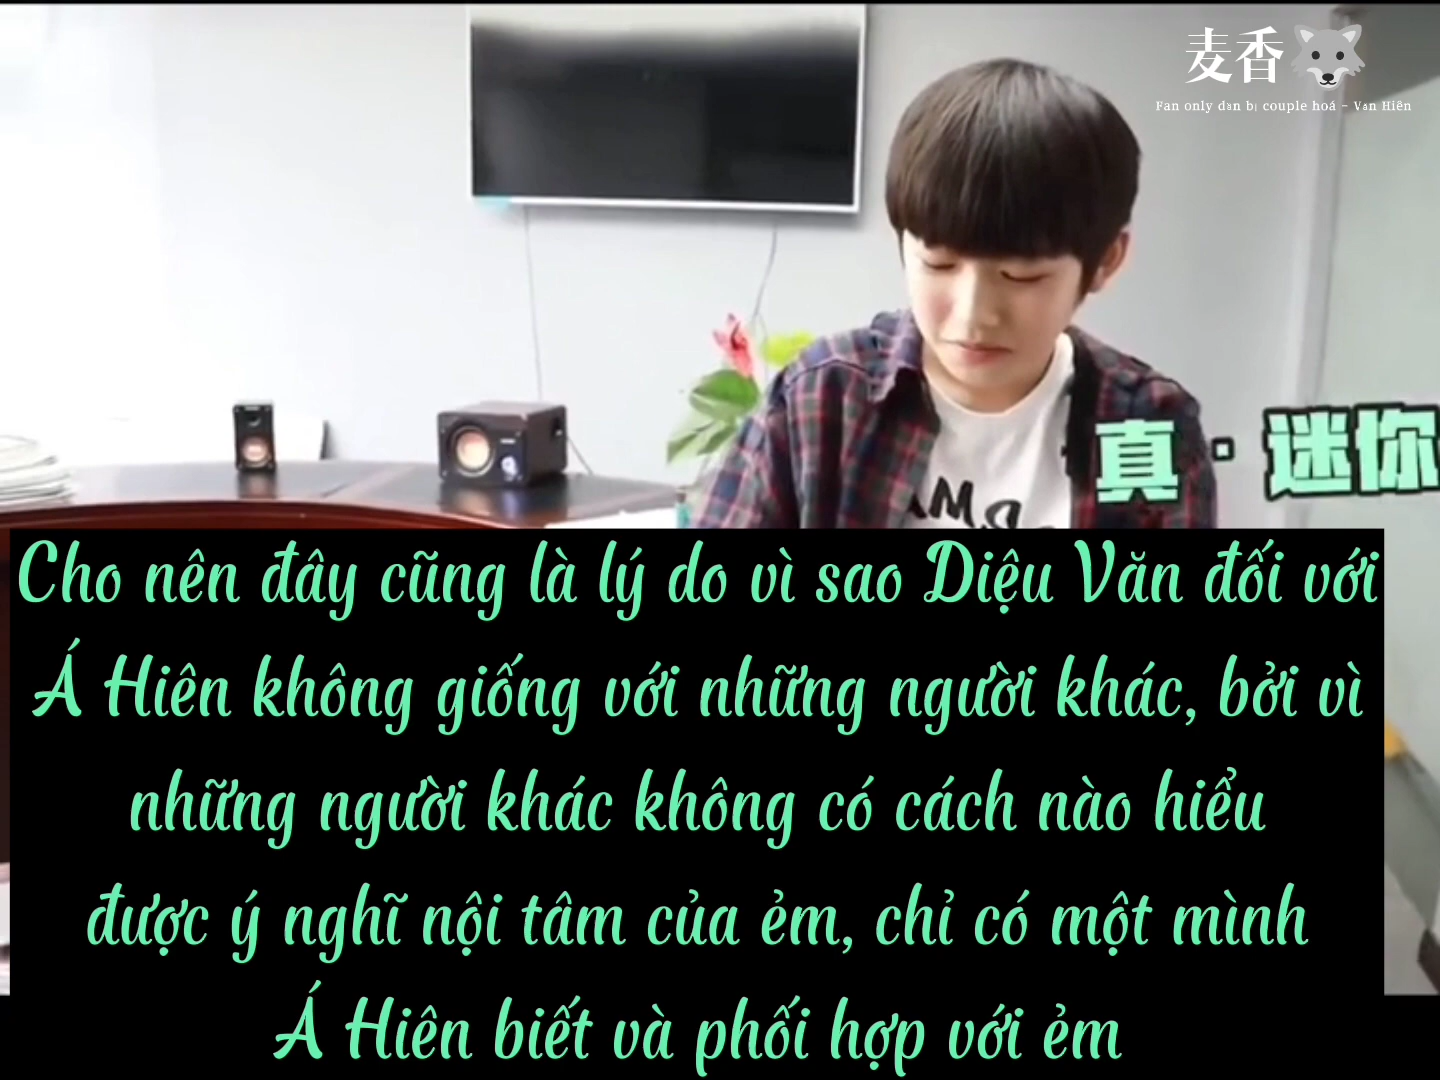 麦香
Fan only dần bị couple hoá - Văn Hiên
真·迷你
Cho nên đây cũng là lý do vì sao Diệu Văn đối với
Á Hiên không giống với những người khác, bởi vì
những người khác không có cách nào hiểu
được ý nghĩ nội tâm của ẻm, chỉ có một mình
Á Hiên biết và phối hợp với ẻm